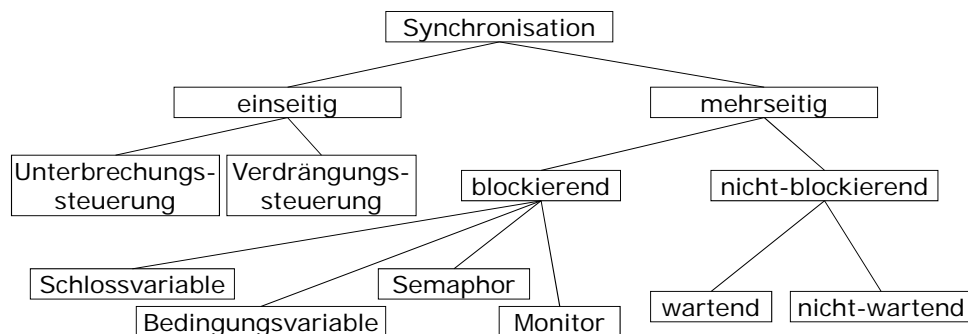 Synchronisation
einseitig
mehrseitig
Unterbrechungs-
steuerung
Verdrängungs-
steuerung
blockierend
nicht-blockierend
Schlossvariable
Semaphor
wartend
nicht-wartend
Bedingungsvariable
Monitor